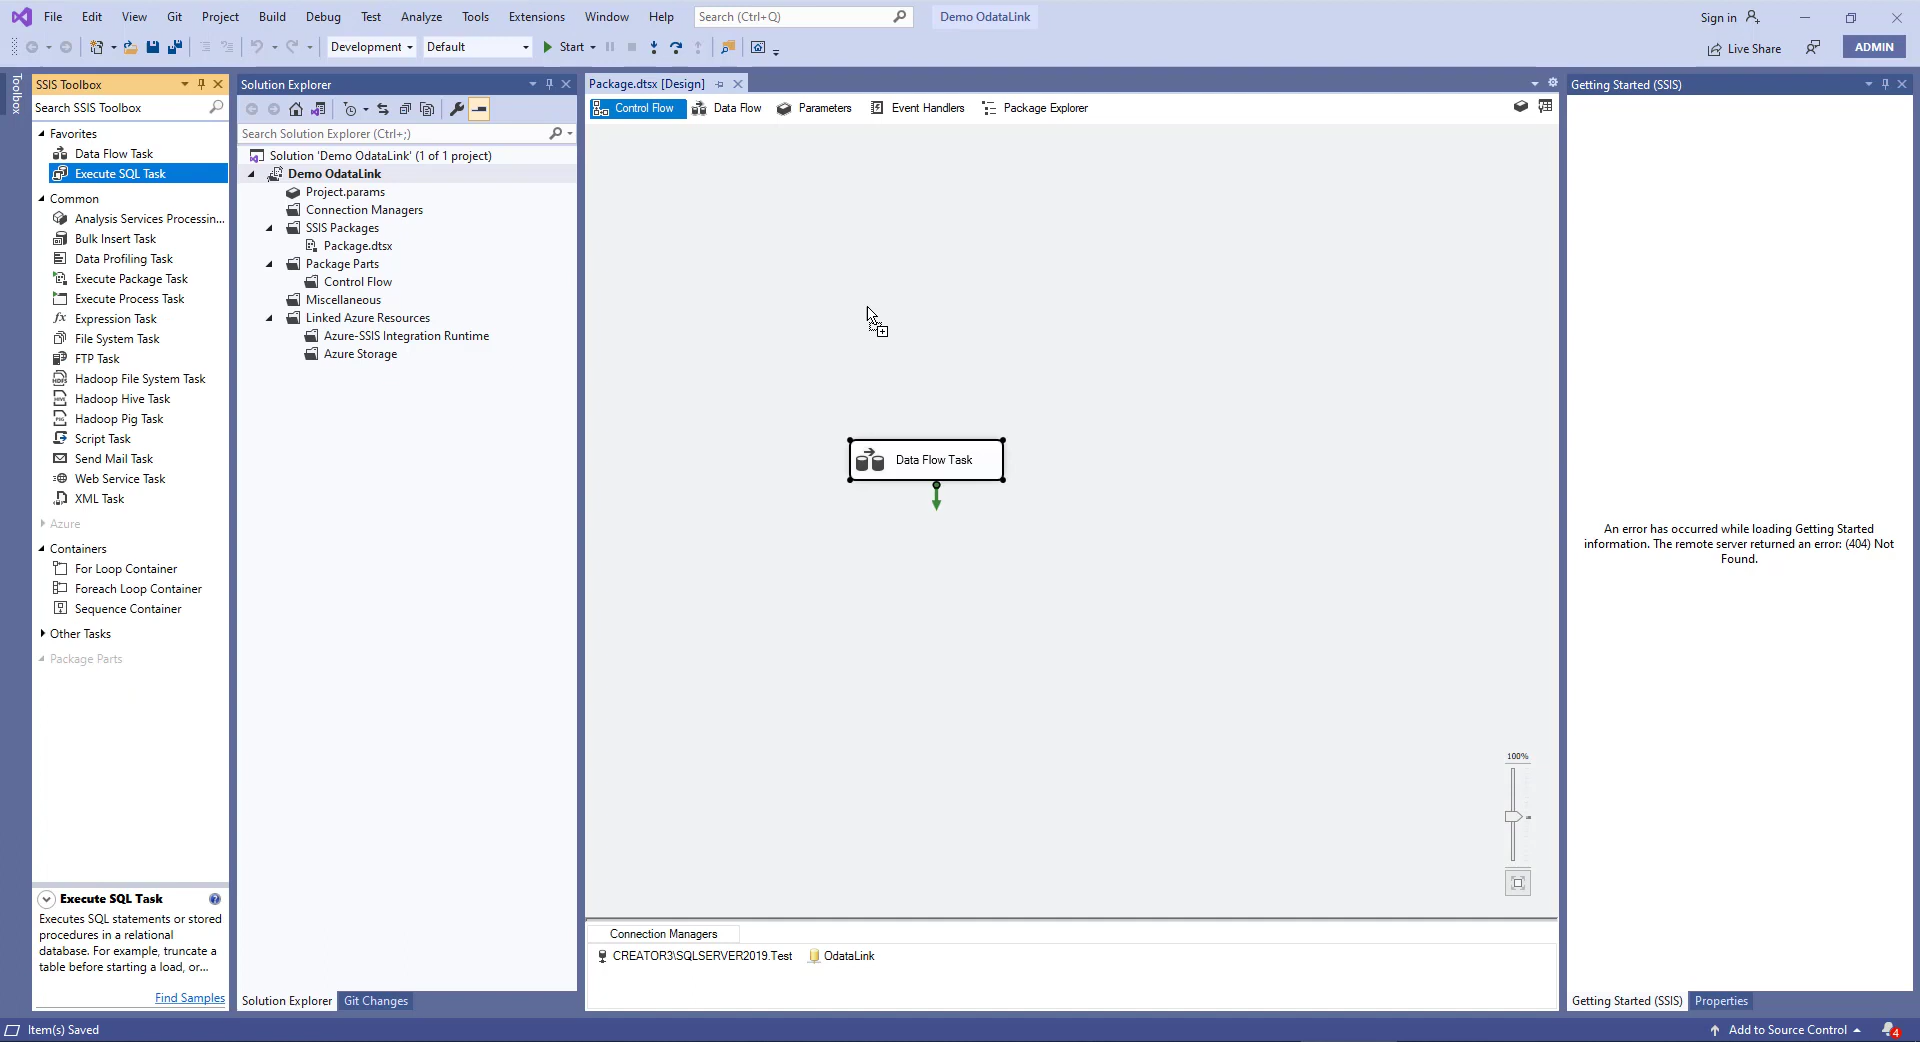 File Edit View Git Project Build Debug Test Analyze Tools Extensions Window Help Search (Ctrl+Q) Demo OdataLink Sign in
Development Default Start Live Share ADMIN
Toolbox
SSIS Toolbox
Search SSIS Toolbox
Favorites
Data Flow Task
Execute SQL Task
Common
Analysis Services Processin...
Bulk Insert Task
Data Profiling Task
Execute Package Task
Execute Process Task
Expression Task
File System Task
FTP Task
Hadoop File System Task
Hadoop Hive Task
Hadoop Pig Task
Script Task
Send Mail Task
Web Service Task
XML Task
Azure
Containers
For Loop Container
Foreach Loop Container
Sequence Container
Other Tasks
Package Parts
Execute SQL Task
Executes SQL statements or stored
procedures in a relational
database. For example, truncate a
table before starting a load, or...
Find Samples
Solution Explorer
Search Solution Explorer (Ctrl+;)
Solution 'Demo OdataLink' (1 of 1 project)
Demo OdataLink
Project.params
Connection Managers
SSIS Packages
Package.dtsx
Package Parts
Control Flow
Miscellaneous
Linked Azure Resources
Azure-SSIS Integration Runtime
Azure Storage
Solution Explorer Git Changes
Package.dtsx [Design]
Control Flow Data Flow Parameters Event Handlers Package Explorer
Data Flow Task
100%
Connection Managers
CREATOR3\SQLSERVER2019.Test OdataLink
Getting Started (SSIS)
An error has occurred while loading Getting Started
information. The remote server returned an error: (404) Not
Found.
Getting Started (SSIS) Properties
Item(s) Saved Add to Source Control 4